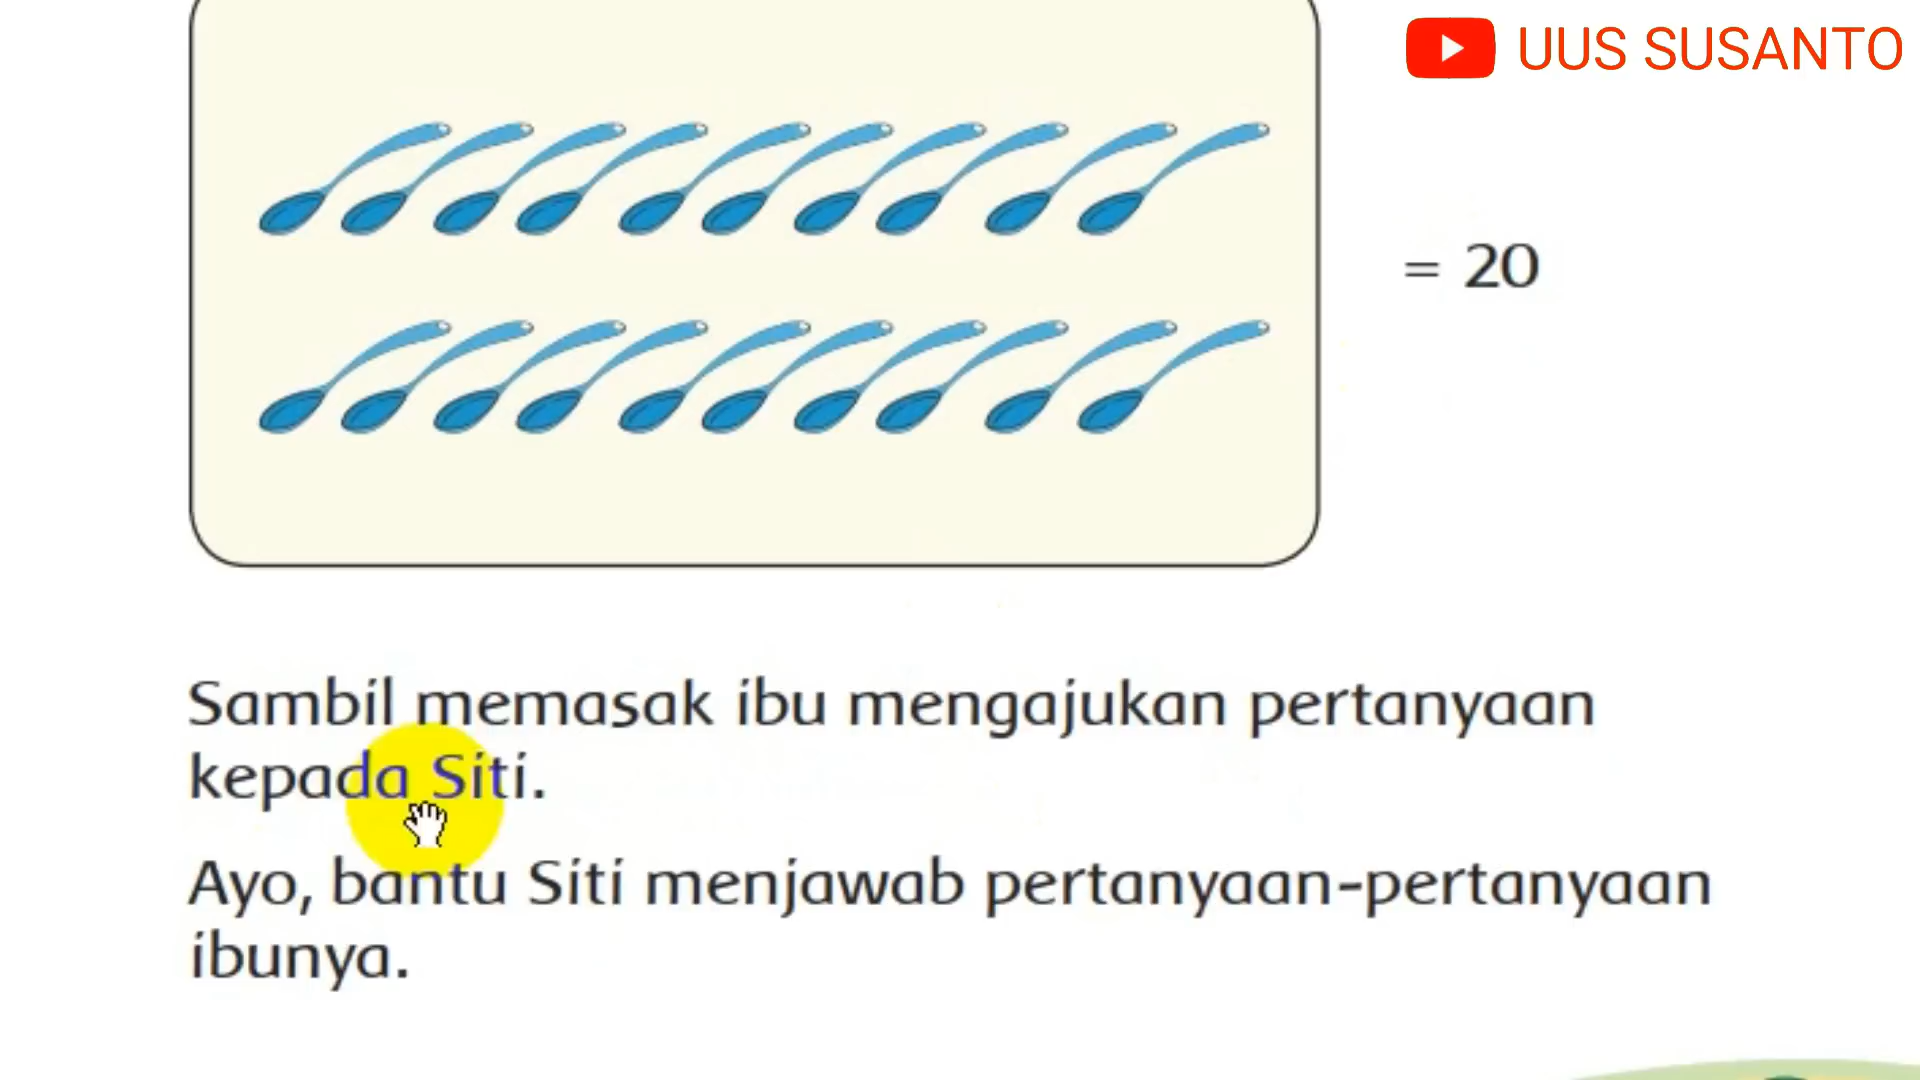 UUS SUSANTO
= 20
Sambil memasak ibu mengajukan pertanyaan
kepada Siti.
Ayo, bantu Siti menjawab pertanyaan-pertanyaan
ibunya.